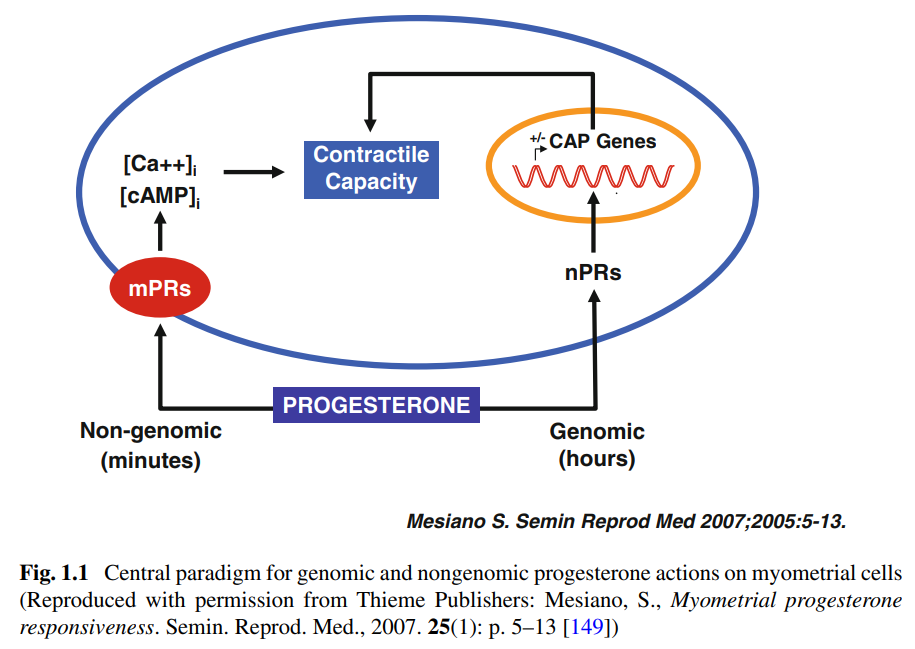 [Ca++]i
[cAMP]i
Contractile
Capacity
+/- CAP Genes
mPRs
nPRs
PROGESTERONE
Non-genomic
(minutes)
Genomic
(hours)
Mesiano S. Semin Reprod Med 2007;2005:5-13.
Fig. 1.1 Central paradigm for genomic and nongenomic progesterone actions on myometrial cells
(Reproduced with permission from Thieme Publishers: Mesiano, S., Myometrial progesterone
responsiveness. Semin. Reprod. Med., 2007. 25(1): p. 5–13 [149])